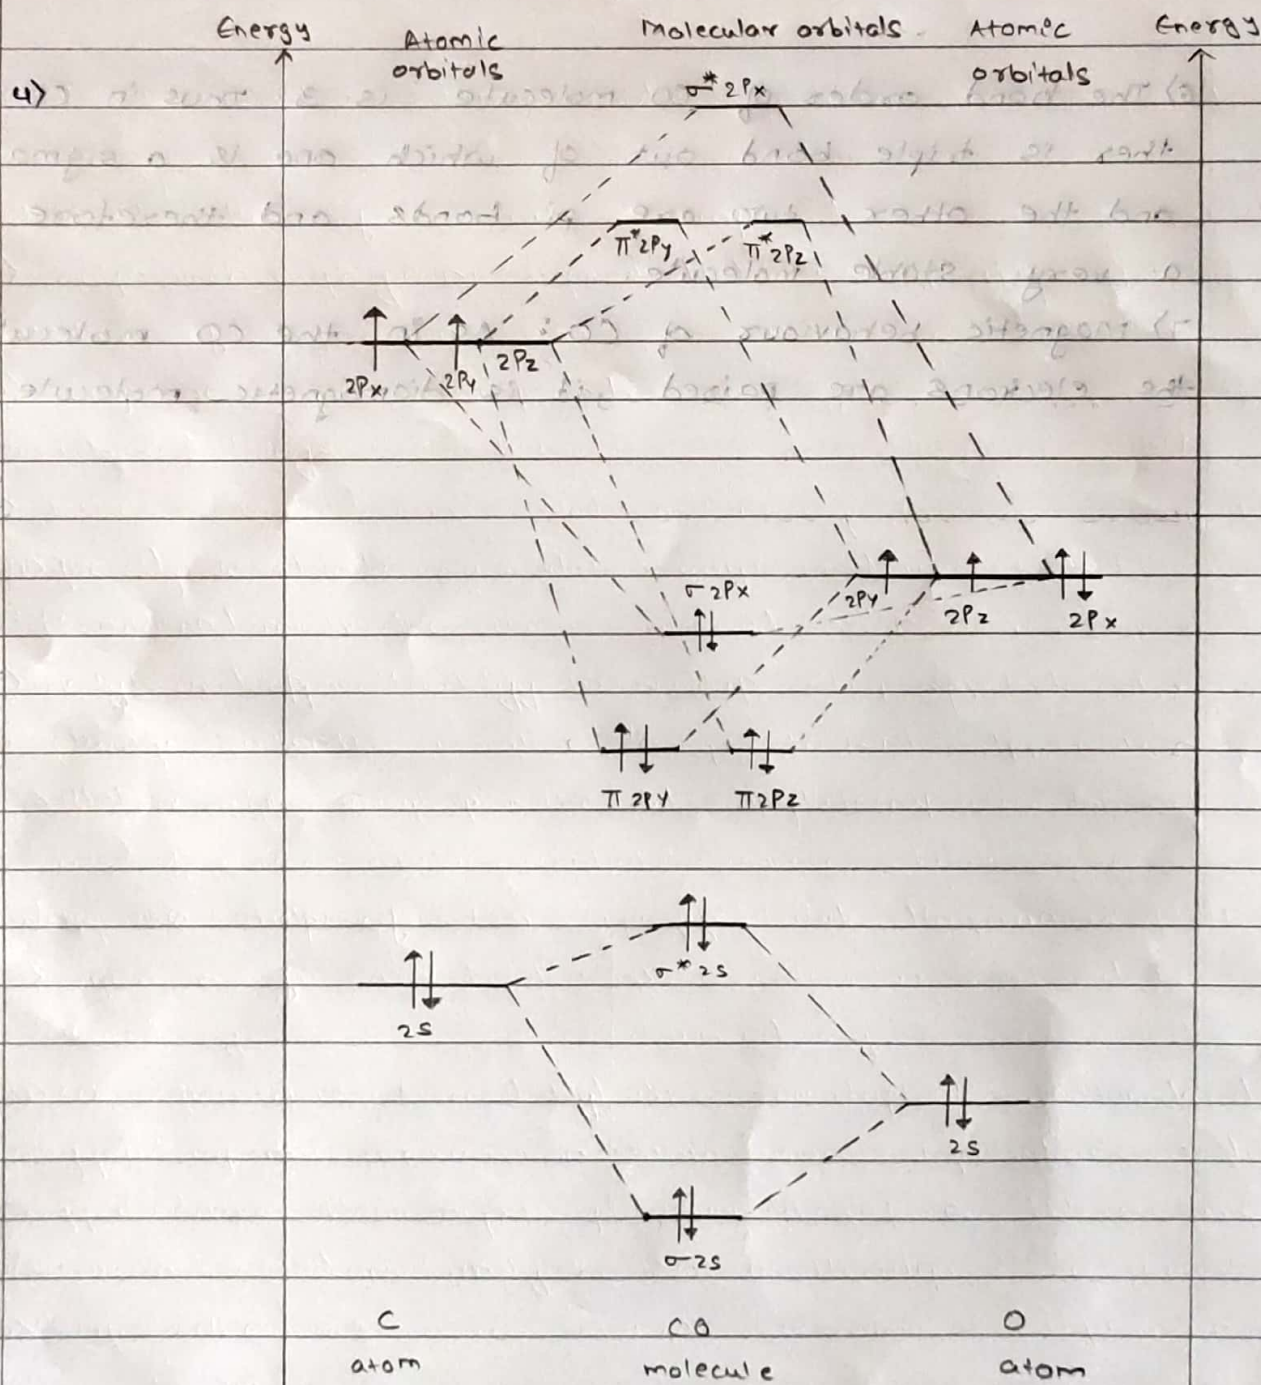 Energy Atomic orbitals Molecular orbitals Atomic orbitals Energy
4)
σ* 2Px
π*2Py π*2Pz
2Px 2Py 2Pz
σ 2Px
2PY 2Pz 2Px
π 2PY π2Pz
σ* 2s
2S
2S
σ 2s
C CO O
atom molecule atom